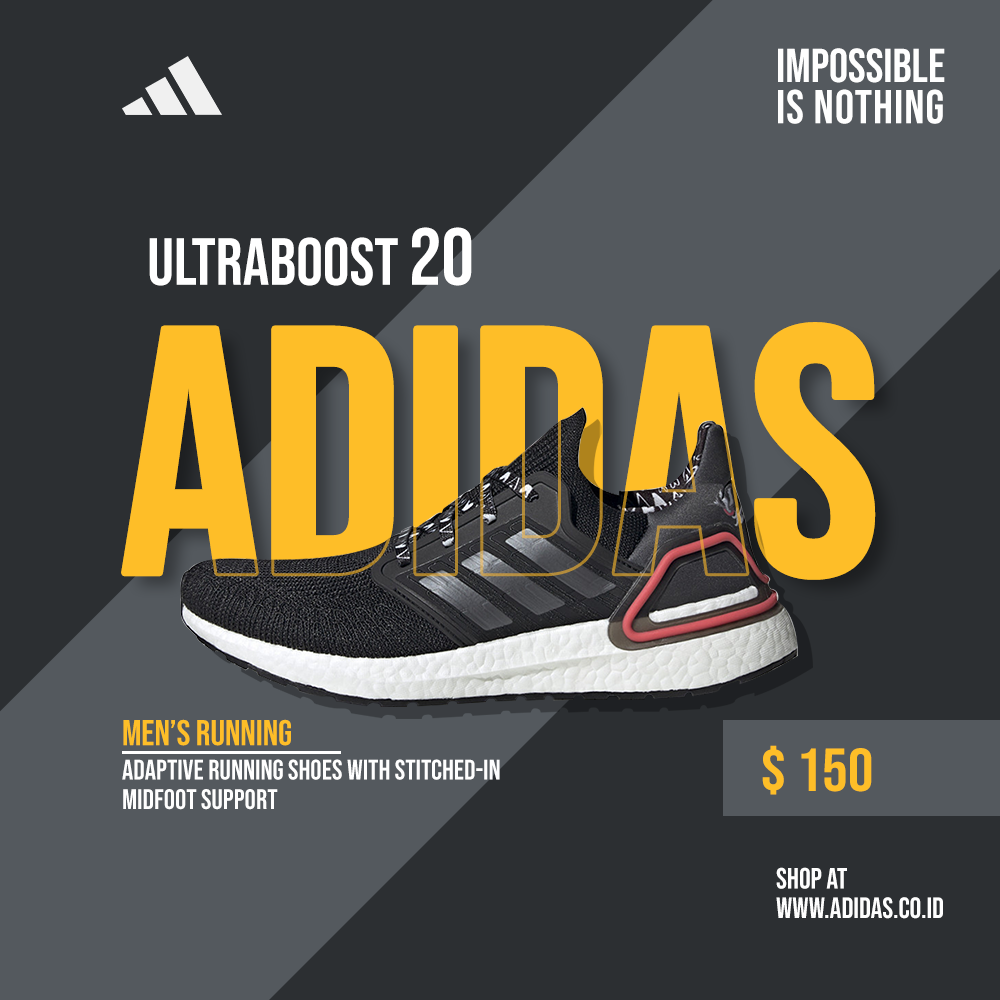 IMPOSSIBLE
IS NOTHING
ULTRABOOST 20
ADIDAS
MEN’S RUNNING
ADAPTIVE RUNNING SHOES WITH STITCHED-IN
MIDFOOT SUPPORT
$ 150
SHOP AT
WWW.ADIDAS.CO.ID